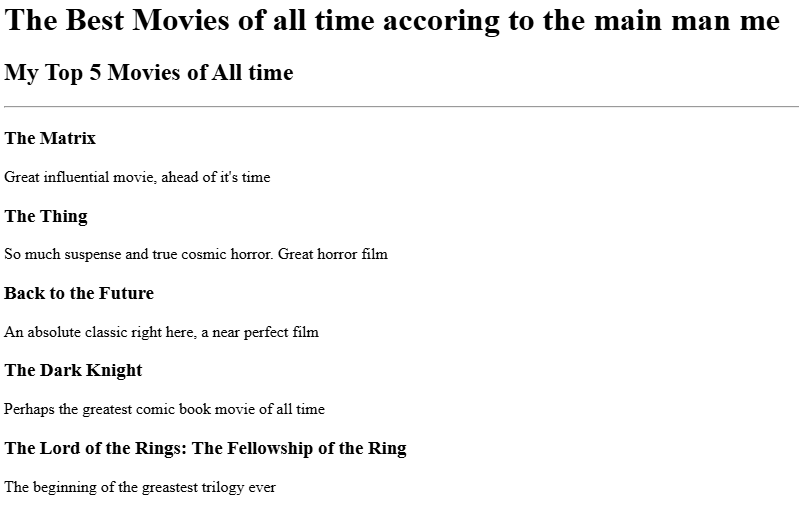 The Best Movies of all time accoring to the main man me
My Top 5 Movies of All time
The Matrix
Great influential movie, ahead of it's time
The Thing
So much suspense and true cosmic horror. Great horror film
Back to the Future
An absolute classic right here, a near perfect film
The Dark Knight
Perhaps the greatest comic book movie of all time
The Lord of the Rings: The Fellowship of the Ring
The beginning of the greastest trilogy ever